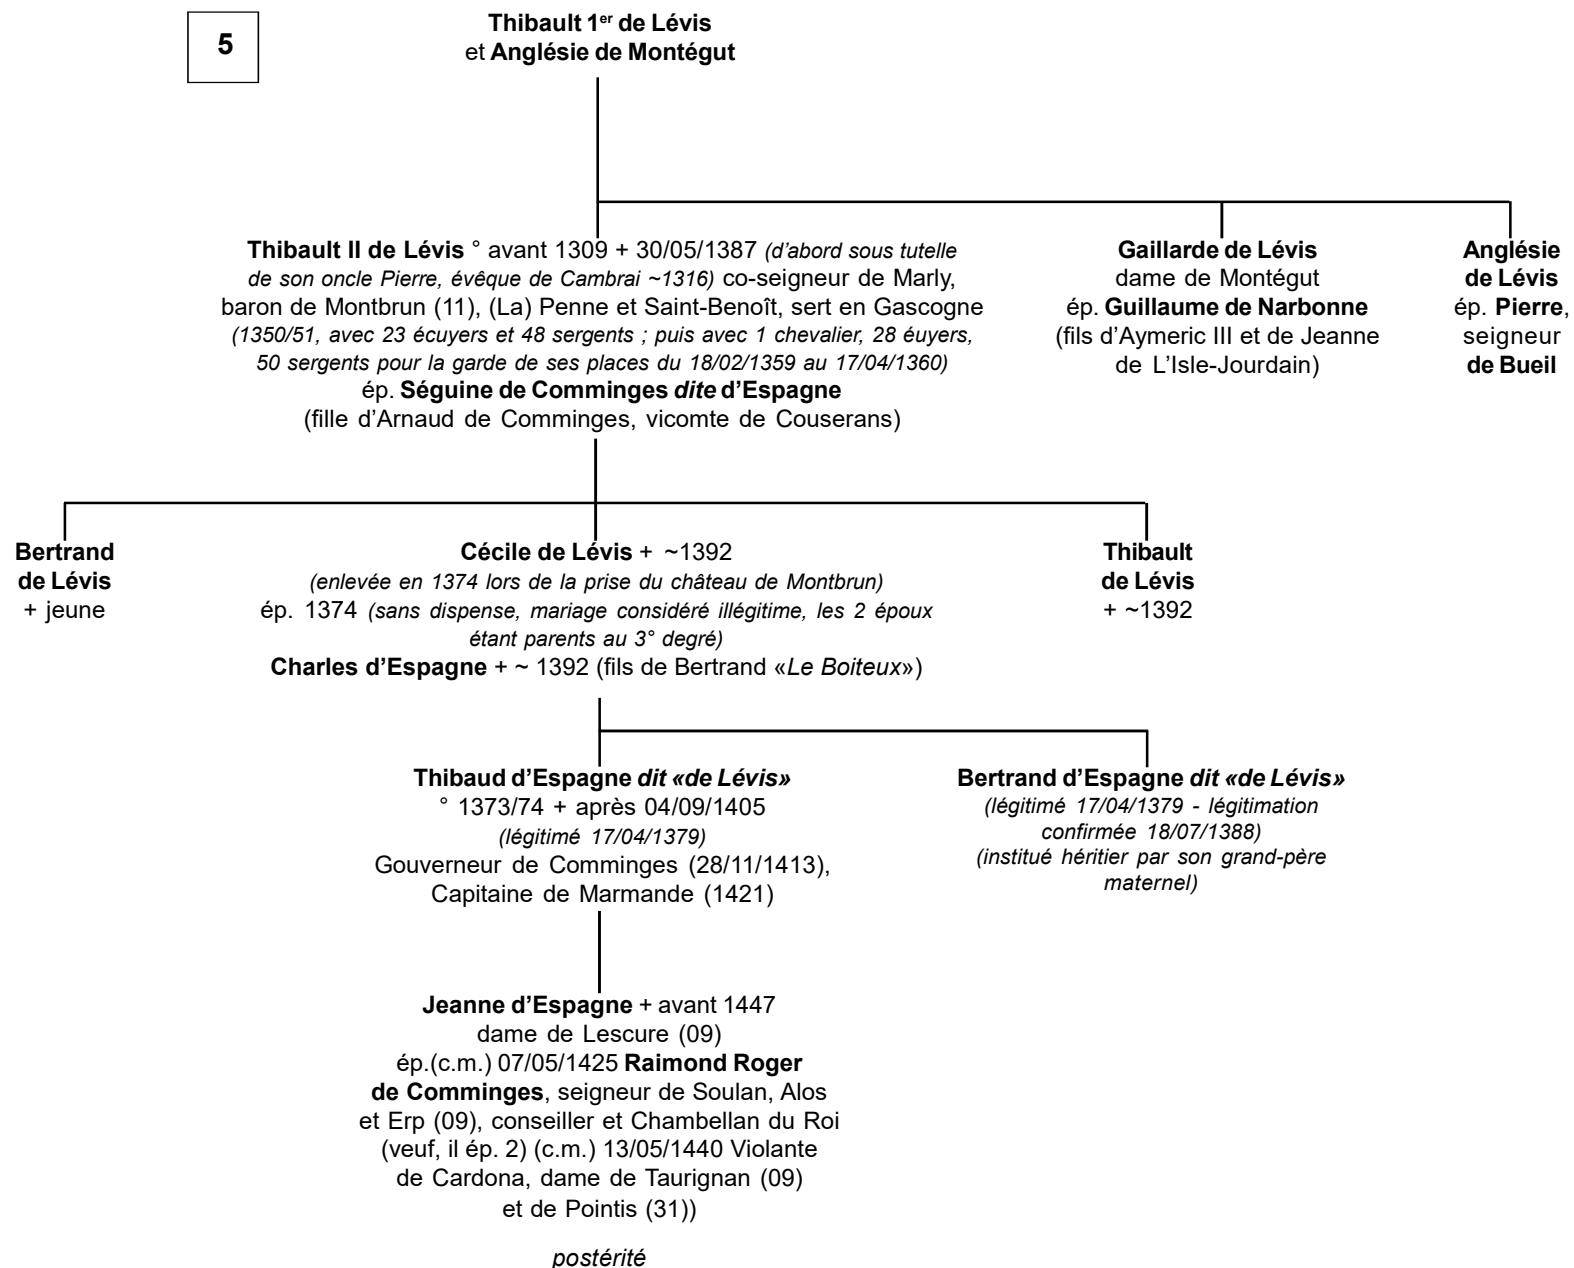 5
Thibault 1er de Lévis
et Anglésie de Montégut
Thibault II de Lévis ° avant 1309 + 30/05/1387 (d'abord sous tutelle
de son oncle Pierre, évêque de Cambrai ~1316) co-seigneur de Marly,
baron de Montbrun (11), (La) Penne et Saint-Benoît, sert en Gascogne
(1350/51, avec 23 écuyers et 48 sergents ; puis avec 1 chevalier, 28 éuyers,
50 sergents pour la garde de ses places du 18/02/1359 au 17/04/1360)
ép. Séguine de Comminges dite d'Espagne
(fille d'Arnaud de Comminges, vicomte de Couserans)
Gaillarde de Lévis
dame de Montégut
ép. Guillaume de Narbonne
(fils d'Aymeric III et de Jeanne
de L'Isle-Jourdain)
Anglésie
de Lévis
ép. Pierre,
seigneur
de Bueil
Bertrand
de Lévis
+ jeune
Cécile de Lévis + ~1392
(enlevée en 1374 lors de la prise du château de Montbrun)
ép. 1374 (sans dispense, mariage considéré illégitime, les 2 époux
étant parents au 3° degré)
Charles d'Espagne + ~ 1392 (fils de Bertrand «Le Boiteux»)
Thibault
de Lévis
+ ~1392
Thibaud d'Espagne dit «de Lévis»
° 1373/74 + après 04/09/1405
(légitimé 17/04/1379)
Gouverneur de Comminges (28/11/1413),
Capitaine de Marmande (1421)
Bertrand d'Espagne dit «de Lévis»
(légitimé 17/04/1379 - légitimation
confirmée 18/07/1388)
(institué héritier par son grand-père
maternel)
Jeanne d'Espagne + avant 1447
dame de Lescure (09)
ép.(c.m.) 07/05/1425 Raimond Roger
de Comminges, seigneur de Soulan, Alos
et Erp (09), conseiller et Chambellan du Roi
(veuf, il ép. 2) (c.m.) 13/05/1440 Violante
de Cardona, dame de Taurignan (09)
et de Pointis (31))
postérité